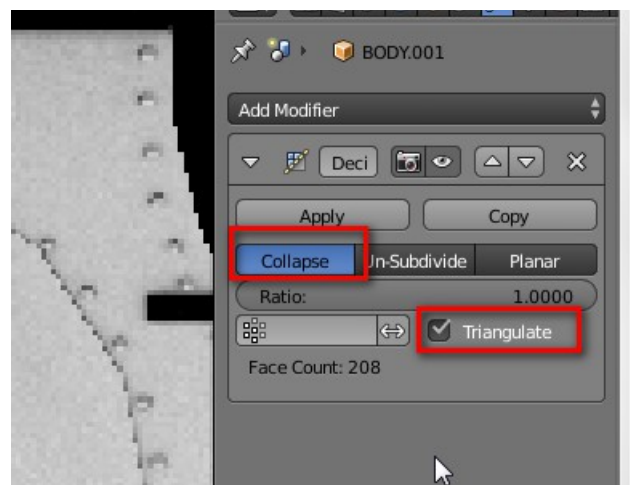 BODY.001
Add Modifier
Deci
Apply Copy
Collapse Un-Subdivide Planar
Ratio: 1.0000
Triangulate
Face Count: 208